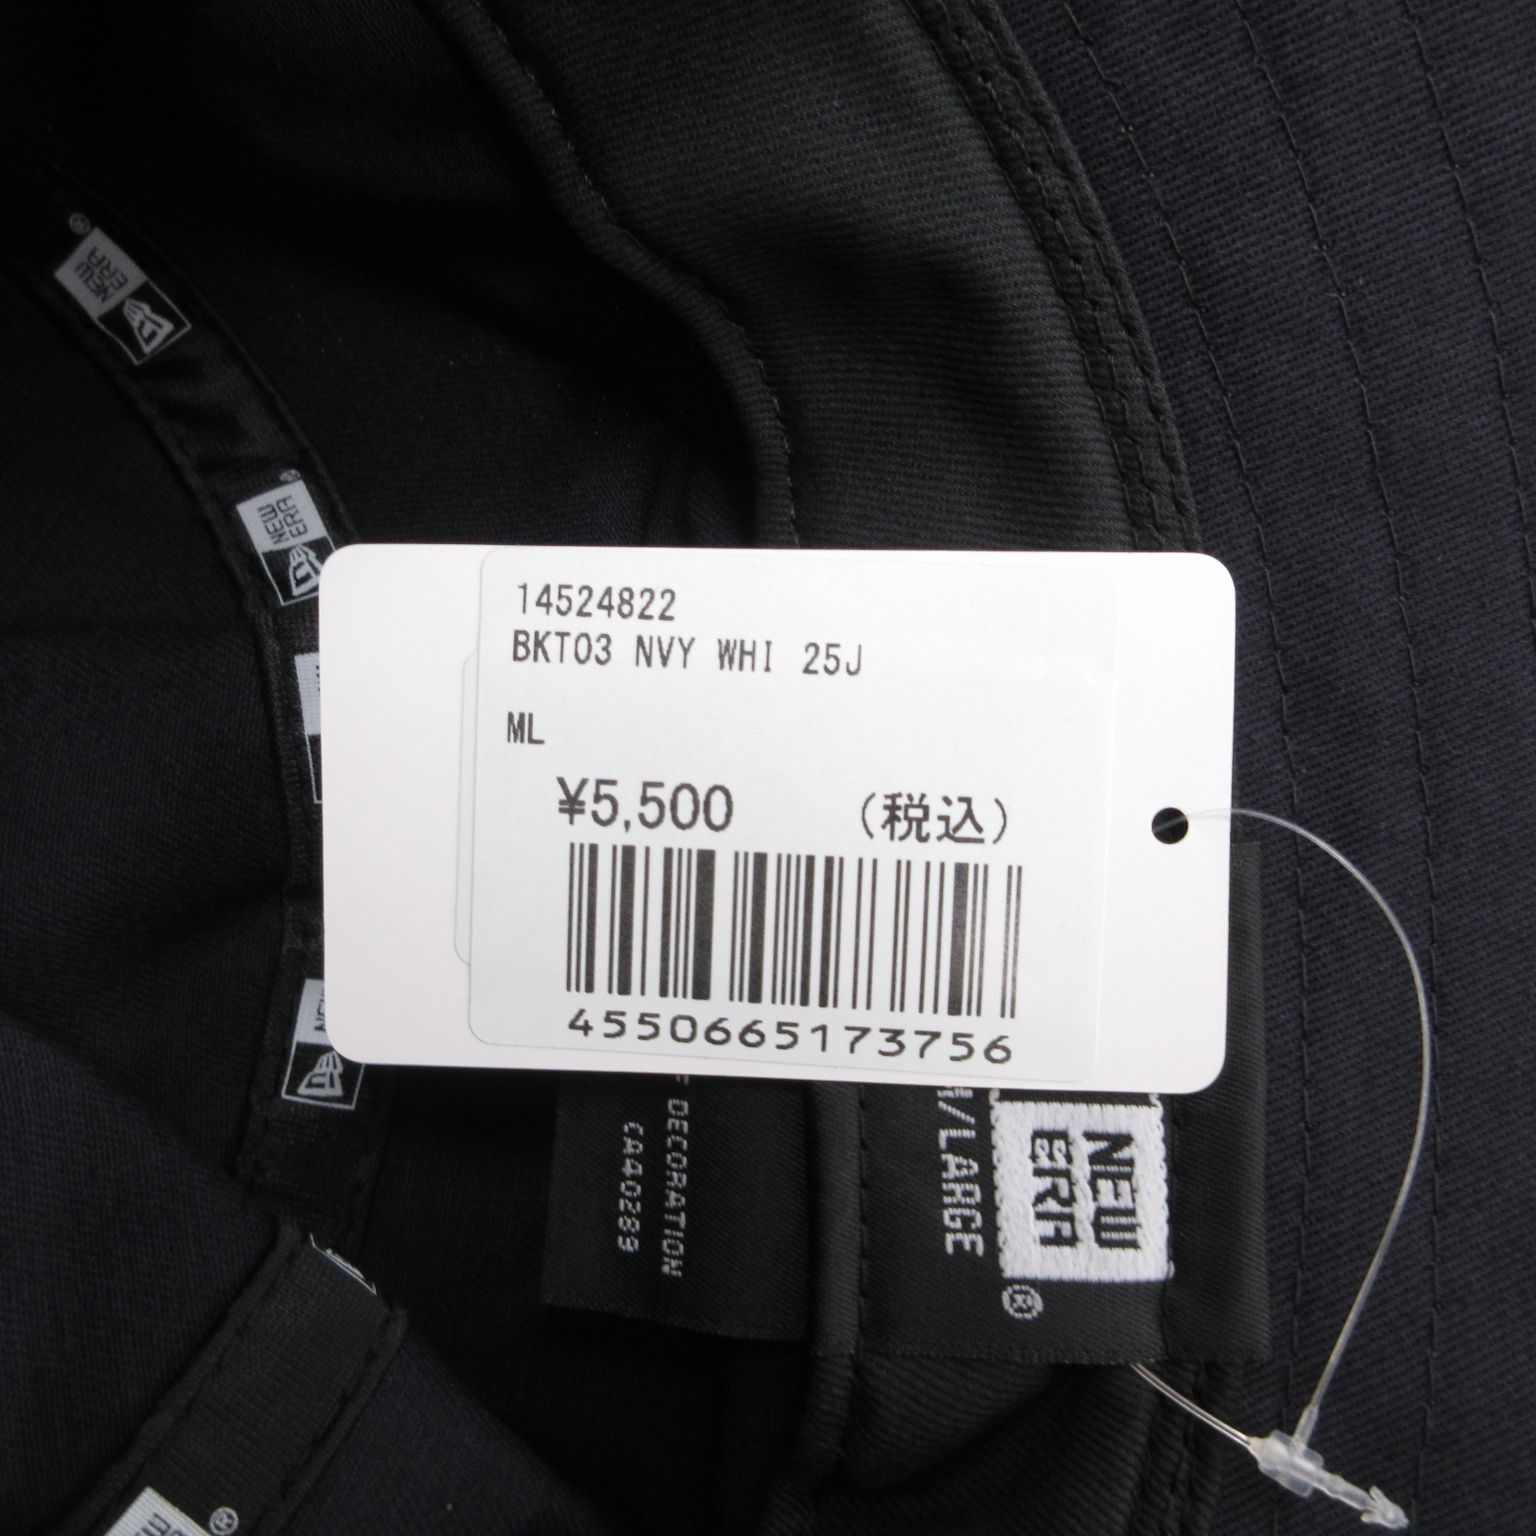 14524822
BKT03 NVY WHI 25J
ML
¥5,500 (税込)
4550665173756
NEW
ERA
®
/LARGE
DECORATION
CA40289
NEW
ERA
®
NEW
ERA
®
®